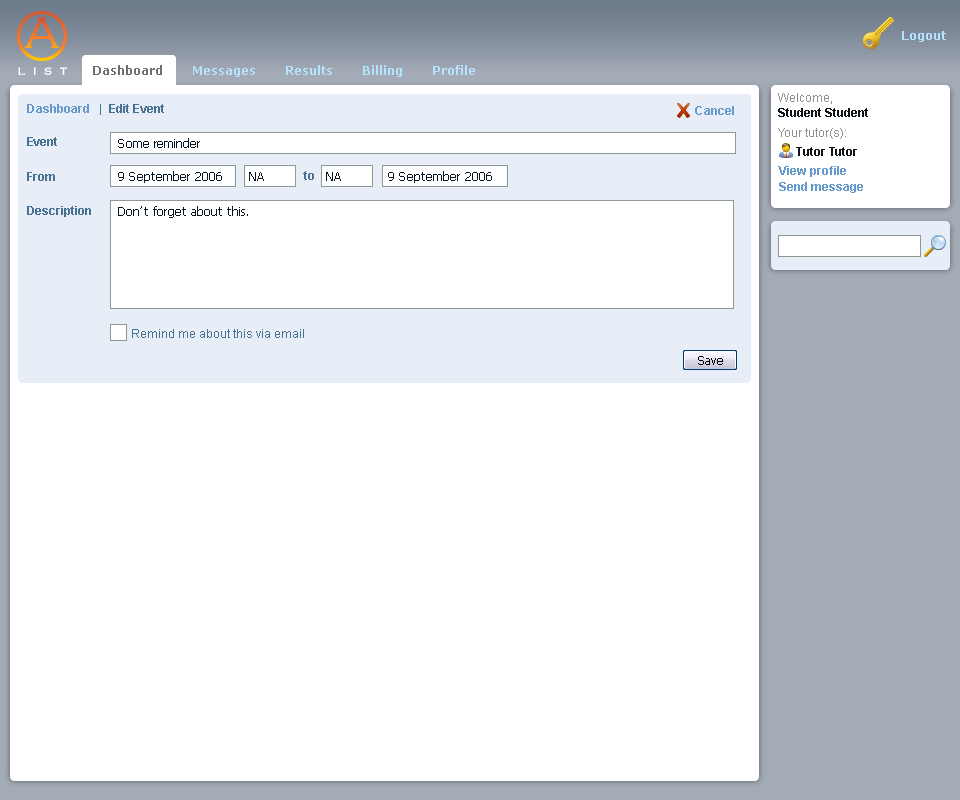 A
LIST
Logout
Dashboard Messages Results Billing Profile
Dashboard | Edit Event
Cancel
Event Some reminder
From 9 September 2006 NA to NA 9 September 2006
Description Don't forget about this.
Remind me about this via email
Save
Welcome,
Student Student
Your tutor(s):
Tutor Tutor
View profile
Send message